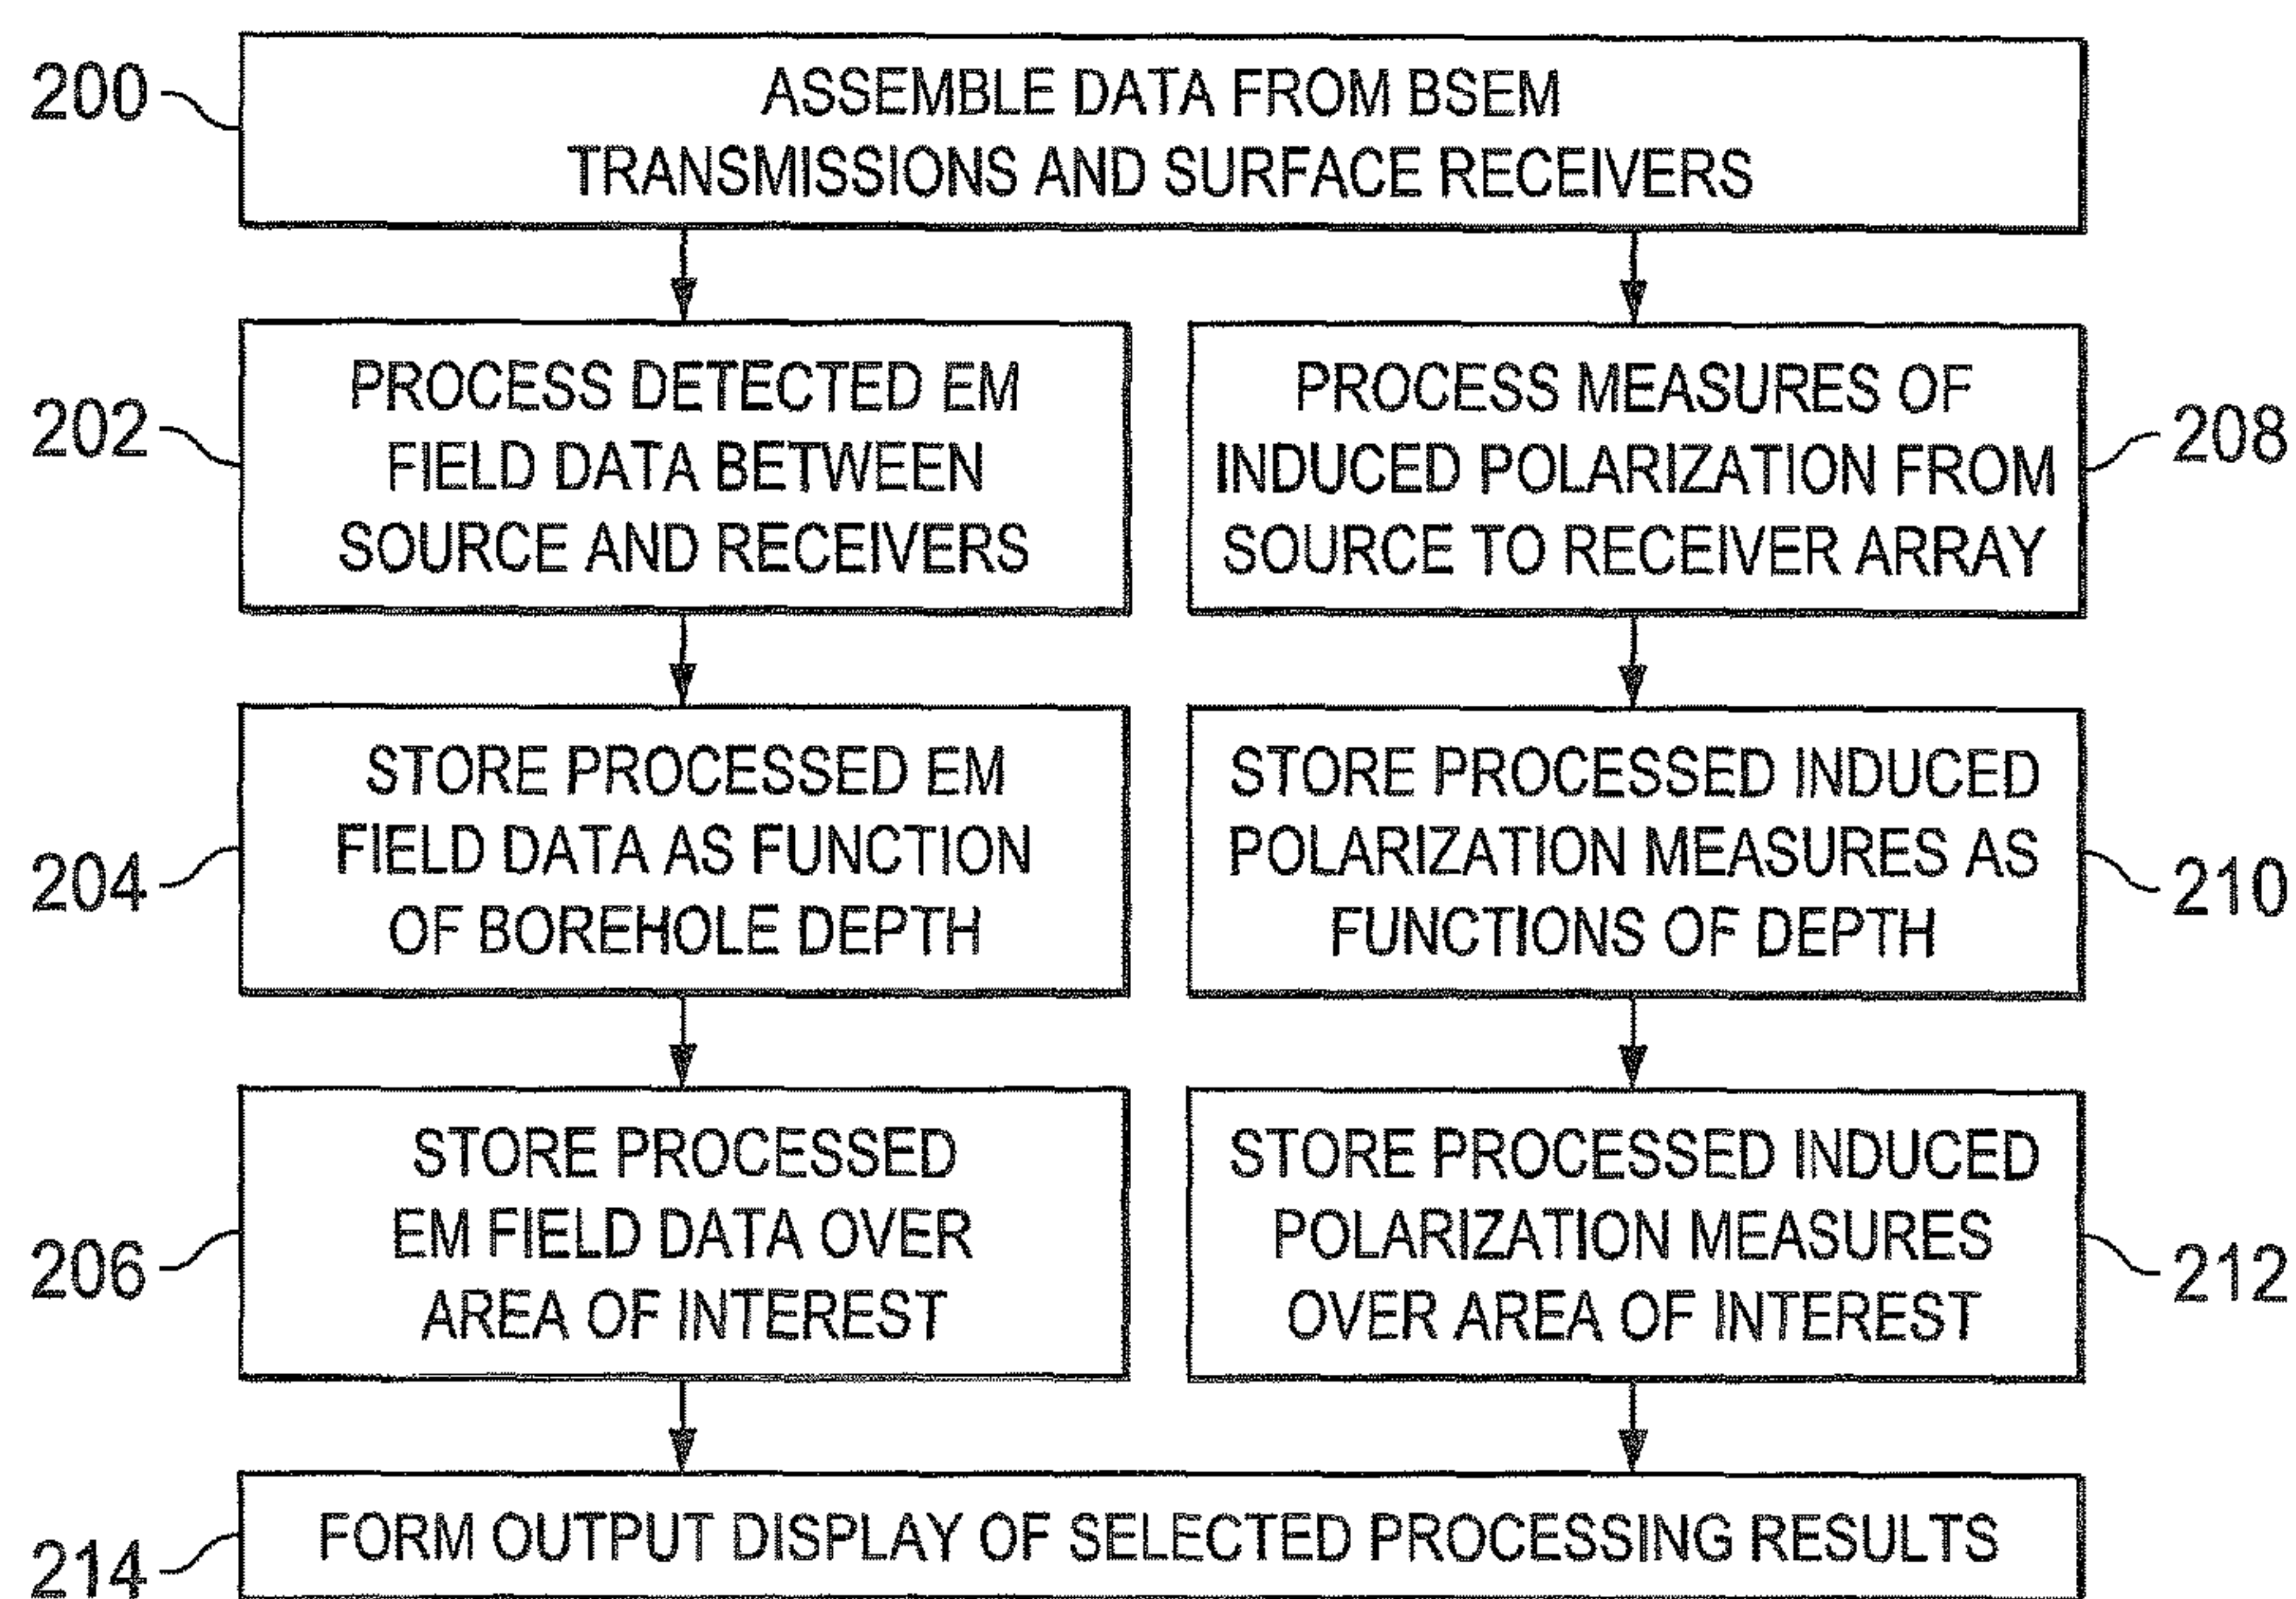 200
ASSEMBLE DATA FROM BSEM
TRANSMISSIONS AND SURFACE RECEIVERS
202
PROCESS DETECTED EM
FIELD DATA BETWEEN
SOURCE AND RECEIVERS
PROCESS MEASURES OF
INDUCED POLARIZATION FROM
SOURCE TO RECEIVER ARRAY
208
204
STORE PROCESSED EM
FIELD DATA AS FUNCTION
OF BOREHOLE DEPTH
STORE PROCESSED INDUCED
POLARIZATION MEASURES AS
FUNCTIONS OF DEPTH
210
206
STORE PROCESSED
EM FIELD DATA OVER
AREA OF INTEREST
STORE PROCESSED INDUCED
POLARIZATION MEASURES
OVER AREA OF INTEREST
212
214
FORM OUTPUT DISPLAY OF SELECTED PROCESSING RESULTS